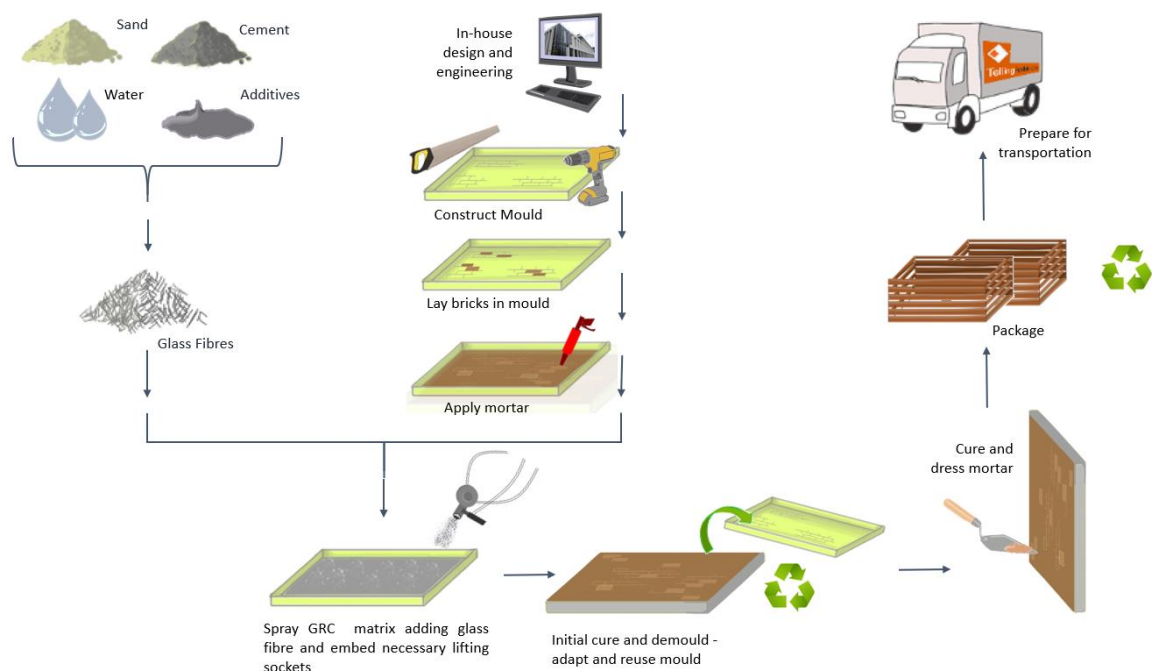 Sand
Cement
Water
Additives
Glass Fibres
In-house
design and
engineering
Construct Mould
Lay bricks in mould
Apply mortar
Spray GRC matrix adding glass
fibre and embed necessary lifting
sockets
Initial cure and demould -
adapt and reuse mould
Cure and
dress mortar
Package
Prepare for
transportation
Telling